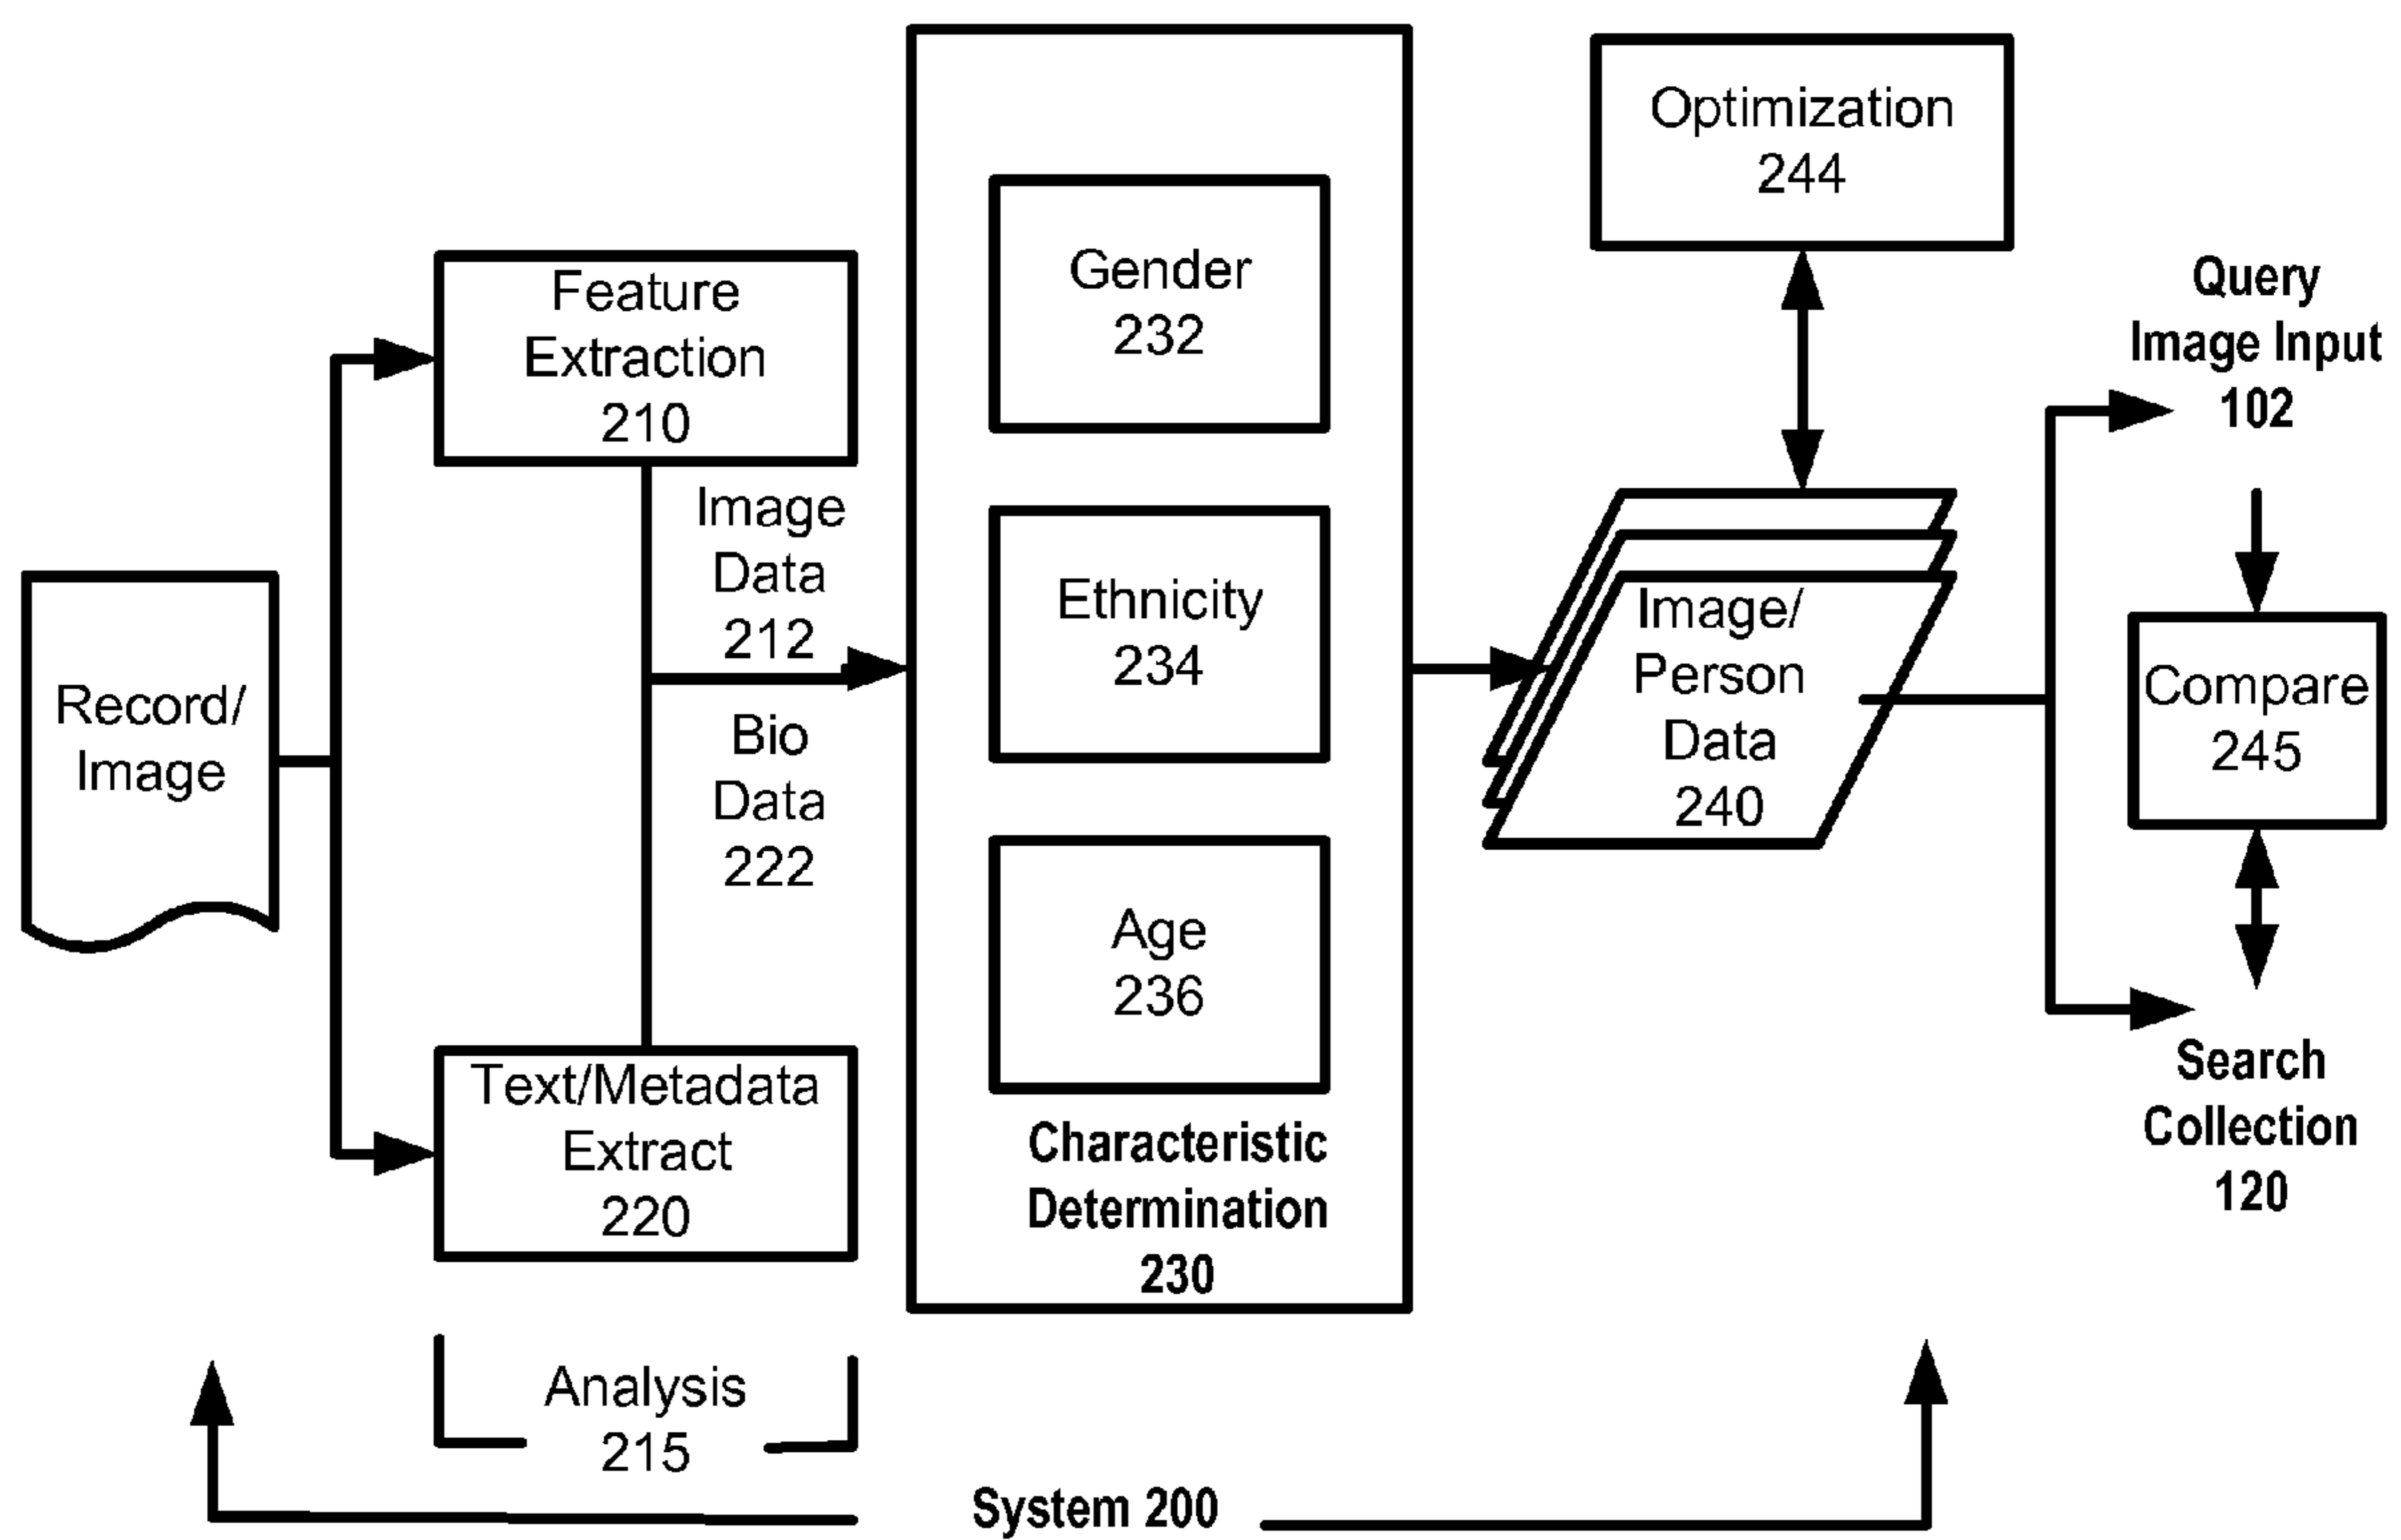 Record/
Image
Feature
Extraction
210
Image
Data
212
Bio
Data
222
Text/Metadata
Extract
220
Analysis
215
Gender
232
Ethnicity
234
Age
236
Characteristic
Determination
230
Optimization
244
Image/
Person
Data
240
Query
Image Input
102
Compare
245
Search
Collection
120
System 200